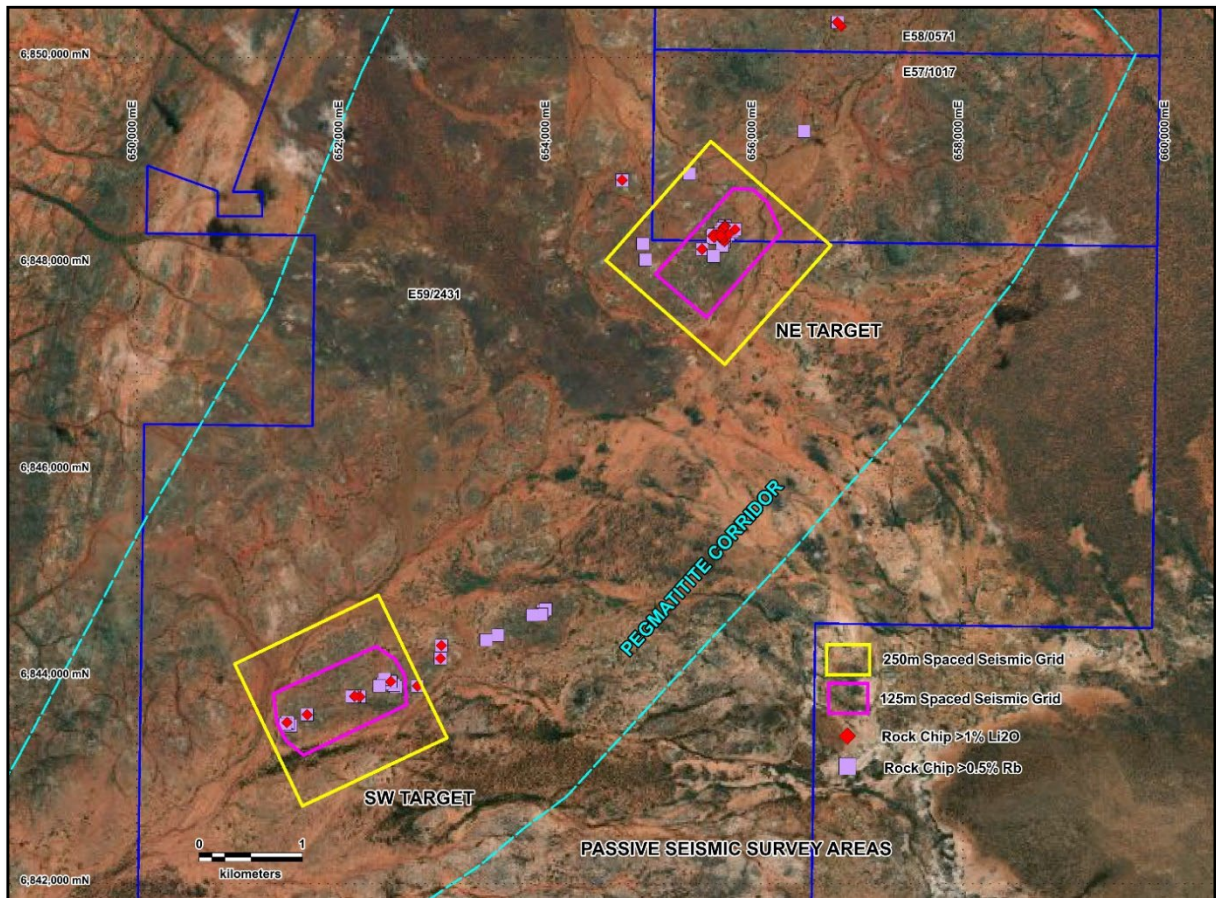 E58/0571
6,850,000 mN
E57/1017
650,000 mE
652,000 mE
654,000 mE
656,000 mE
658,000 mE
660,000 mE
6,848,000 mN
E59/2431
NE TARGET
6,846,000 mN
PEGMATITITE CORRIDOR
6,844,000 mN
250m Spaced Seismic Grid
125m Spaced Seismic Grid
Rock Chip >1% Li2O
Rock Chip >0.5% Rb
SW TARGET
0 1
kilometers
PASSIVE SEISMIC SURVEY AREAS
6,842,000 mN